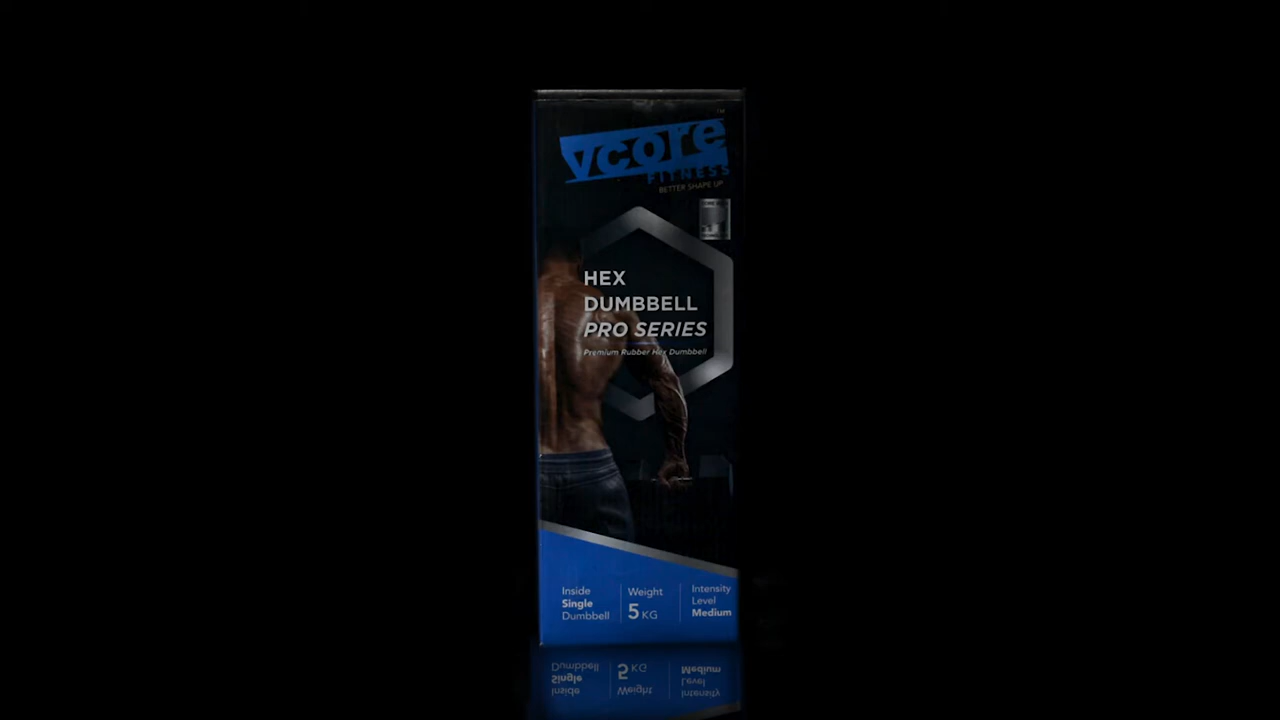 vcore
TM
FITNESS
BETTER SHAPE UP
HEX
DUMBBELL
PRO SERIES
Premium Rubber Hex Dumbbell
Inside
Single
Dumbbell
Weight
5 KG
Intensity
Level
Medium